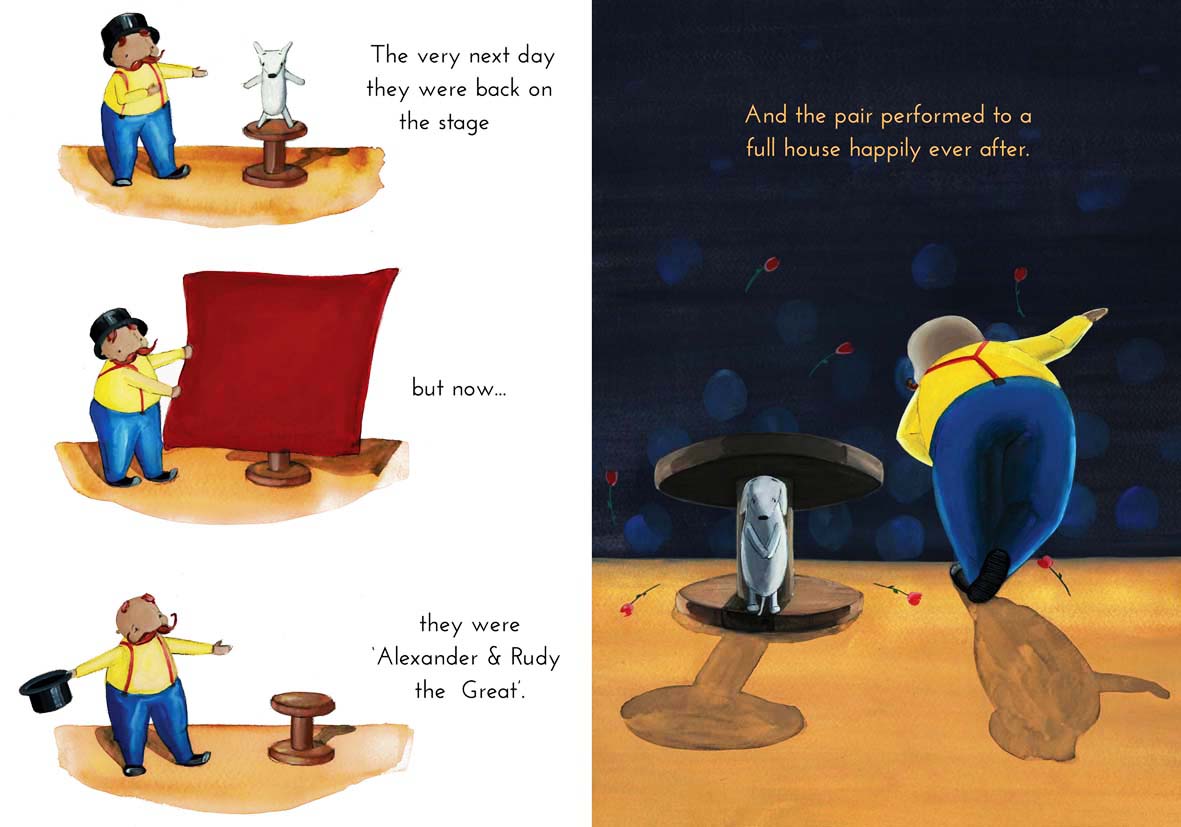 The very next day
they were back on
the stage
but now...
they were
'Alexander & Rudy
the Great'.
And the pair performed to a
full house happily ever after.